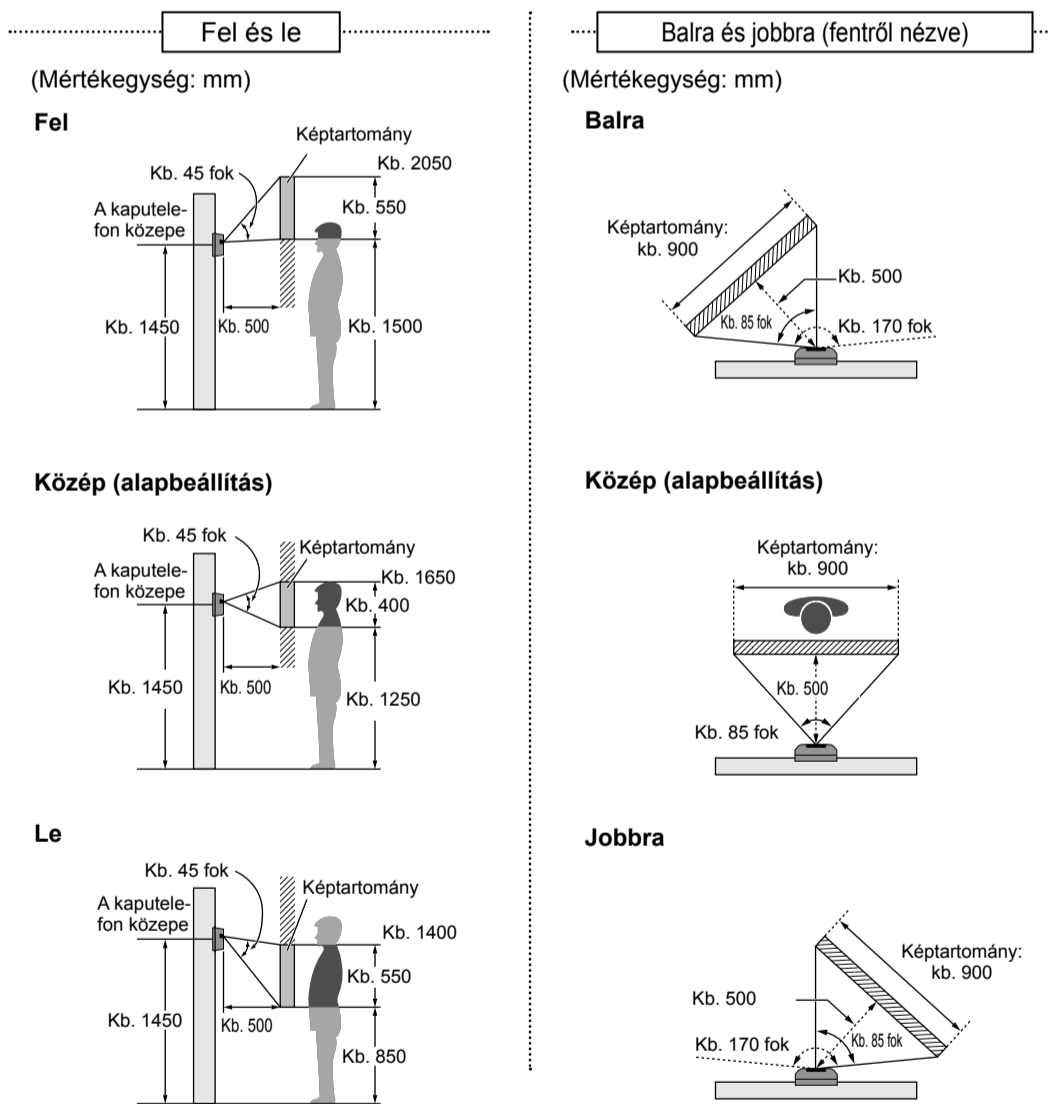 Fel és le
(Mértékegység: mm)
Fel
Képtartomány
Kb. 2050
Kb. 45 fok
Kb. 550
A kaputele-
fon közepe
Kb. 1450
Kb. 500
Kb. 1500
Közép (alapbeállítás)
Kb. 45 fok
Képtartomány
A kaputele-
fon közepe
Kb. 1650
Kb. 400
Kb. 1450
Kb. 500
Kb. 1250
Le
Kb. 45 fok
Képtartomány
A kaputele-
fon közepe
Kb. 1400
Kb. 550
Kb. 1450
Kb. 500
Kb. 850
Balra és jobbra (fentről nézve)
(Mértékegység: mm)
Balra
Képtartomány:
kb. 900
Kb. 500
Kb. 85 fok
Kb. 170 fok
Közép (alapbeállítás)
Képtartomány:
kb. 900
Kb. 500
Kb. 85 fok
Jobbra
Képtartomány:
kb. 900
Kb. 500
Kb. 170 fok
Kb. 85 fok